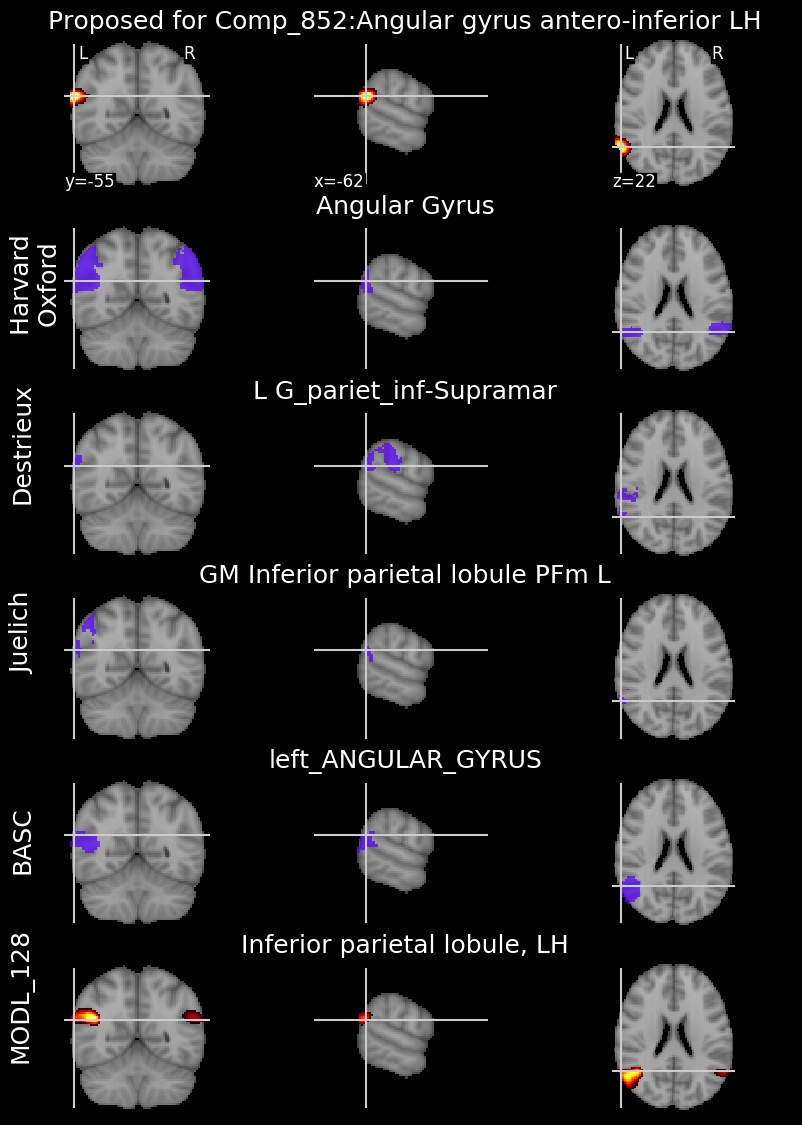 Proposed for Comp_852:Angular gyrus antero-inferior LH
L
R
L
R
y=-55
x=-62
z=22
Angular Gyrus
Harvard
Oxford
L G_pariet_inf-Supramar
Destrieux
GM Inferior parietal lobule PFm L
Juelich
left_ANGULAR_GYRUS
BASC
Inferior parietal lobule, LH
MODL_128